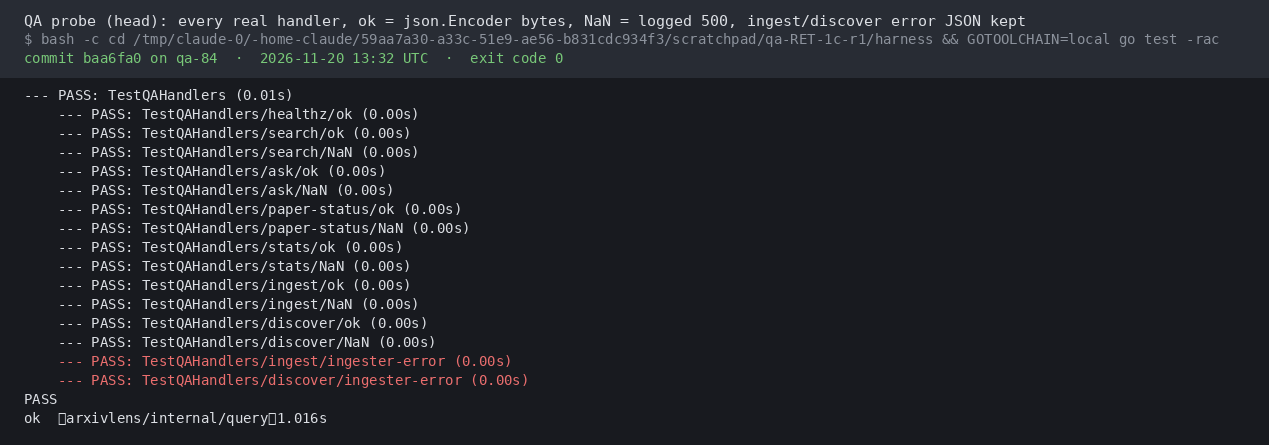 QA probe (head): every real handler, ok = json.Encoder bytes, NaN = logged 500, ingest/discover error JSON kept
$ bash -c cd /tmp/claude-0/-home-claude/59aa7a30-a33c-51e9-ae56-b831cdc934f3/scratchpad/qa-RET-1c-r1/harness && GOTOOLCHAIN=local go test -rac
commit baa6fa0 on qa-84 · 2026-11-20 13:32 UTC · exit code 0
--- PASS: TestQAHandlers (0.01s)
--- PASS: TestQAHandlers/healthz/ok (0.00s)
--- PASS: TestQAHandlers/search/ok (0.00s)
--- PASS: TestQAHandlers/search/NaN (0.00s)
--- PASS: TestQAHandlers/ask/ok (0.00s)
--- PASS: TestQAHandlers/ask/NaN (0.00s)
--- PASS: TestQAHandlers/paper-status/ok (0.00s)
--- PASS: TestQAHandlers/paper-status/NaN (0.00s)
--- PASS: TestQAHandlers/stats/ok (0.00s)
--- PASS: TestQAHandlers/stats/NaN (0.00s)
--- PASS: TestQAHandlers/ingest/ok (0.00s)
--- PASS: TestQAHandlers/ingest/NaN (0.00s)
--- PASS: TestQAHandlers/discover/ok (0.00s)
--- PASS: TestQAHandlers/discover/NaN (0.00s)
--- PASS: TestQAHandlers/ingest/ingester-error (0.00s)
--- PASS: TestQAHandlers/discover/ingester-error (0.00s)
PASS
ok  □arxivlens/internal/query□1.016s